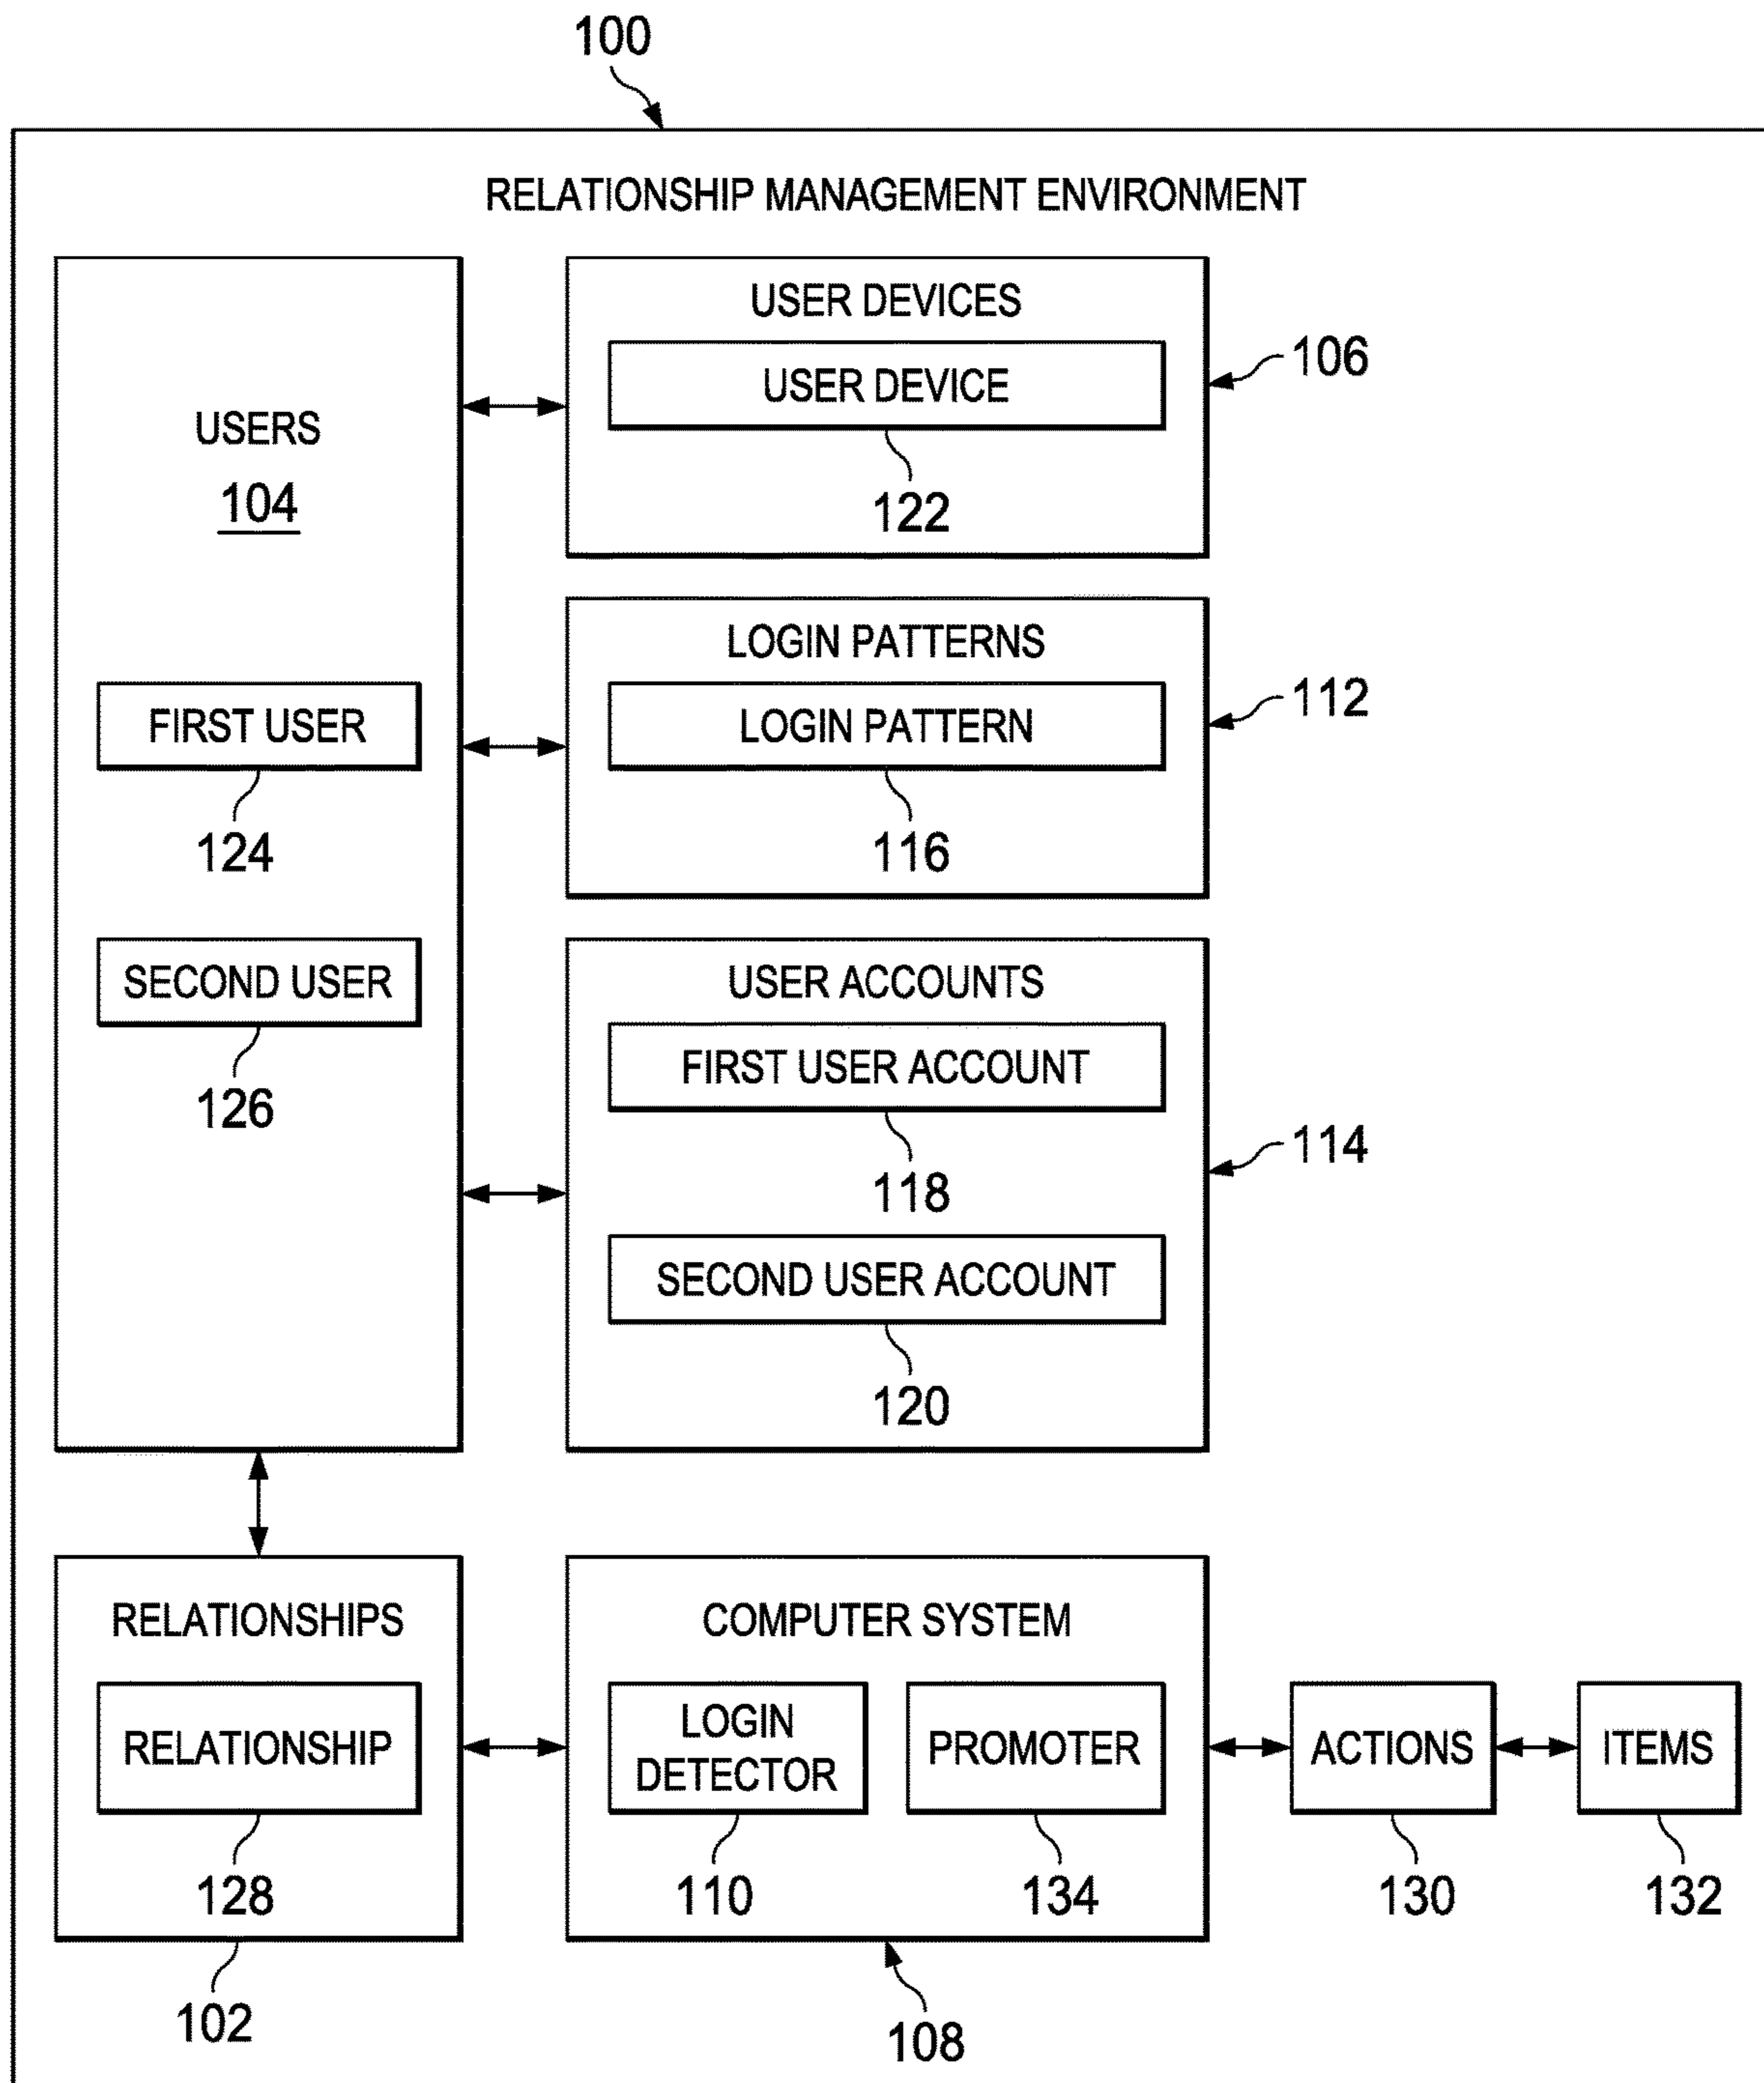 100
RELATIONSHIP MANAGEMENT ENVIRONMENT
USERS
104
FIRST USER
124
SECOND USER
126
USER DEVICES
USER DEVICE
122
106
LOGIN PATTERNS
LOGIN PATTERN
116
112
USER ACCOUNTS
FIRST USER ACCOUNT
118
SECOND USER ACCOUNT
120
114
RELATIONSHIPS
RELATIONSHIP
128
102
COMPUTER SYSTEM
LOGIN
DETECTOR
110
PROMOTER
134
108
ACTIONS
130
ITEMS
132